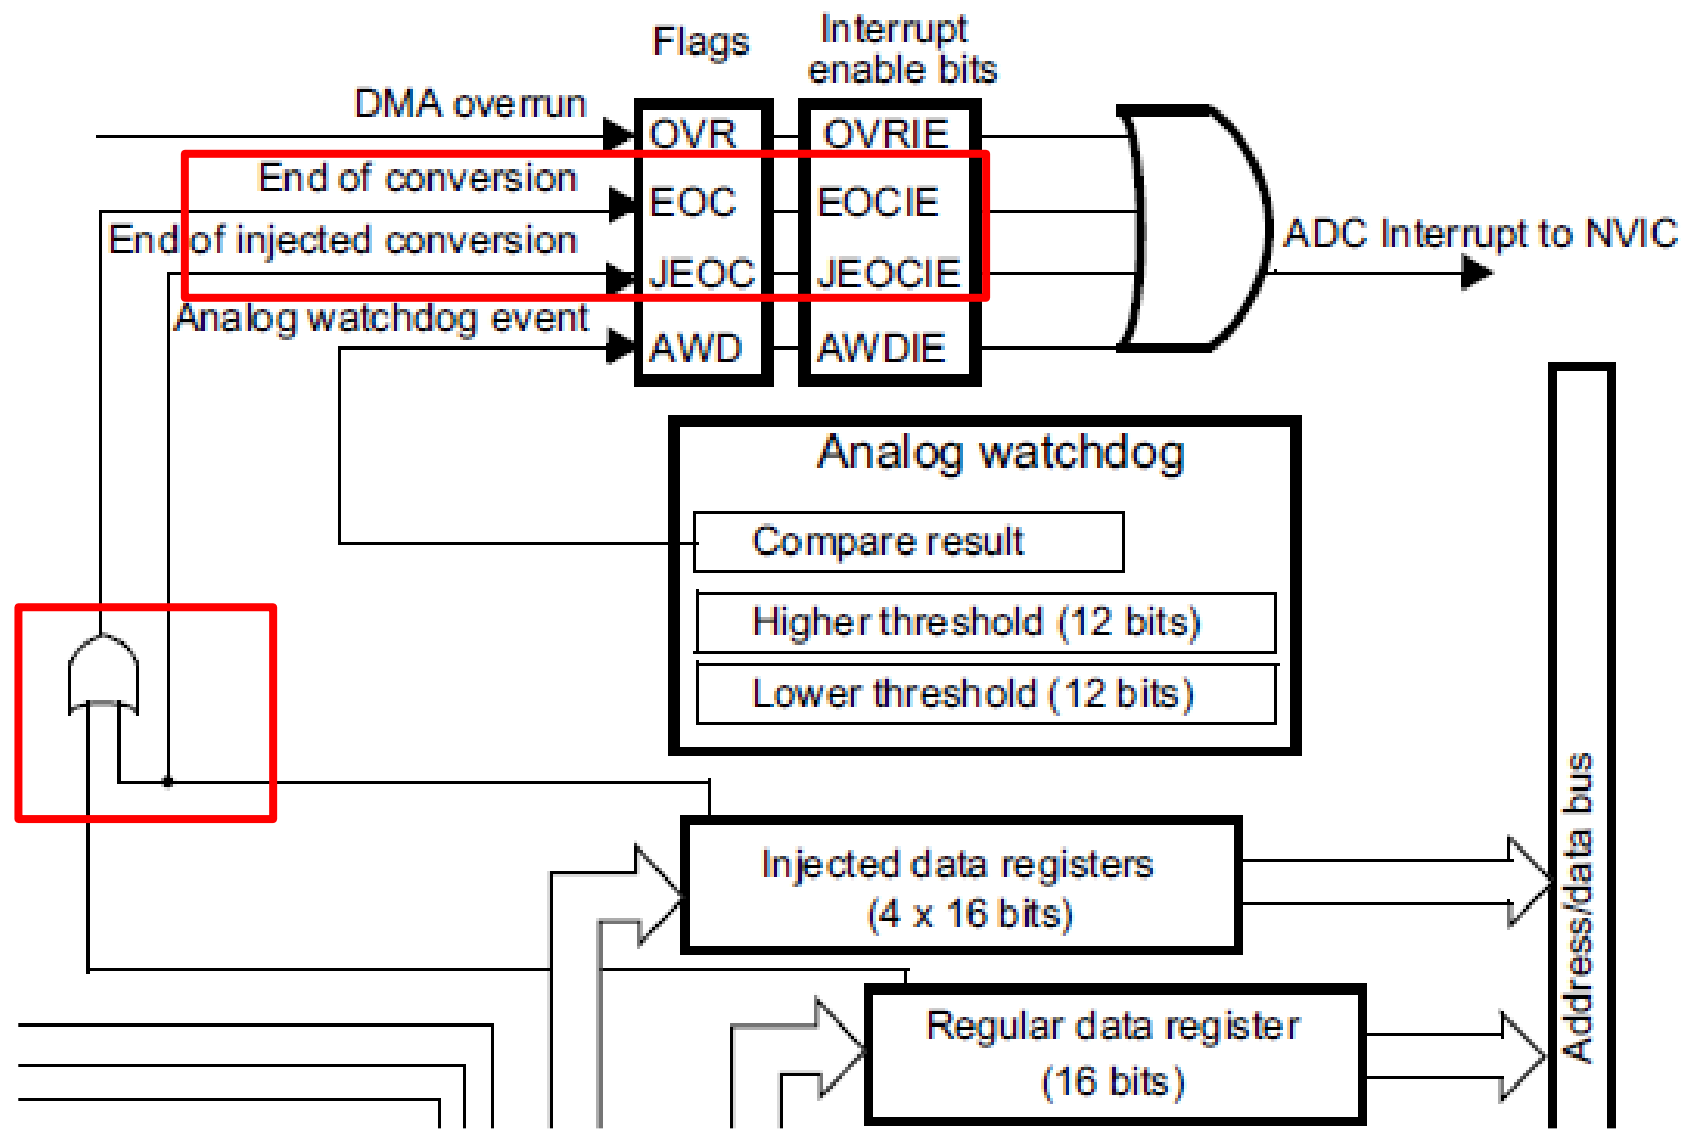 Flags
Interrupt
enable bits
DMA overrun
OVR
OVRIE
End of conversion
EOC
EOCIE
End of injected conversion
JEOC
JEOCIE
ADC Interrupt to NVIC
Analog watchdog event
AWD
AWDIE
Analog watchdog
Compare result
Higher threshold (12 bits)
Lower threshold (12 bits)
Injected data registers
(4 x 16 bits)
Regular data register
(16 bits)
Address/data bus